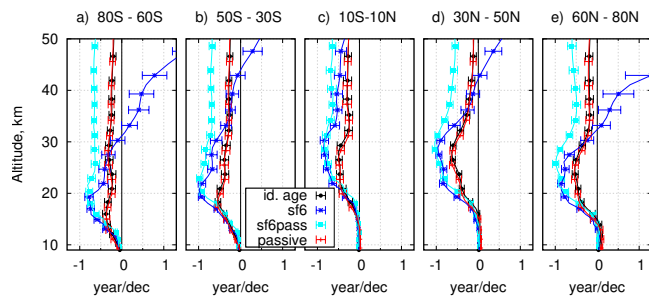 a) 80S - 60S
b) 50S - 30S
c) 10S-10N
d) 30N - 50N
e) 60N - 80N
Altitude, km
50
40
30
20
10
id. age
sf6
sf6pass
passive
-1 0 1
-1 0 1
-1 0 1
-1 0 1
-1 0 1
year/dec
year/dec
year/dec
year/dec
year/dec